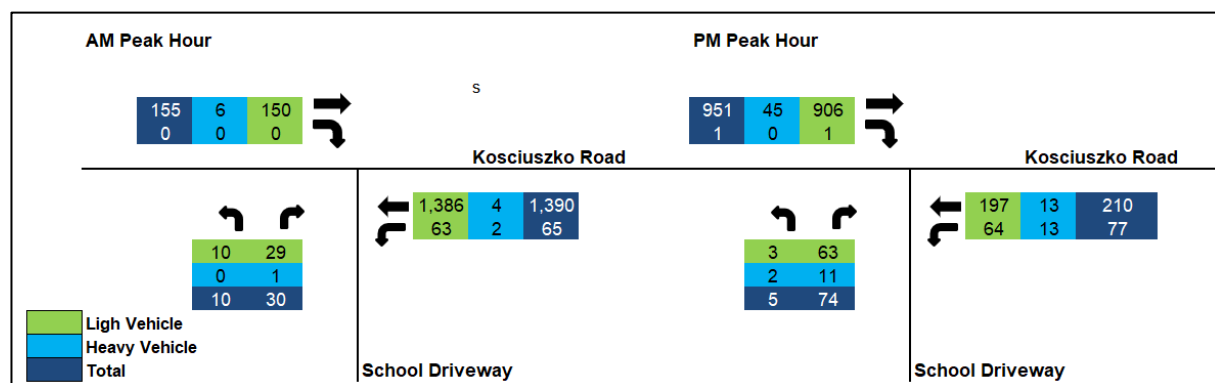 AM Peak Hour
PM Peak Hour
s
155 6 150
0 0 0
951 45 906
1 0 1
Kosciuszko Road
Kosciuszko Road
1,386 4 1,390
63 2 65
197 13 210
64 13 77
10 29
0 1
10 30
3 63
2 11
5 74
Ligh Vehicle
Heavy Vehicle
Total
School Driveway
School Driveway